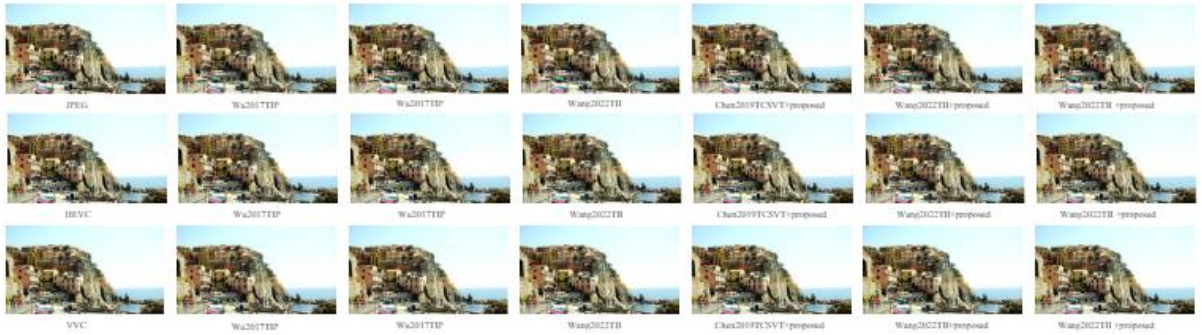 JPEG Wu2017TIP Wu2017TIP Wang2022TII Chen2019TCSVT+proposed Wang2022TII+proposed Wang2022TII +proposed
HEVC Wu2017TIP Wu2017TIP Wang2022TII Chen2019TCSVT+proposed Wang2022TII+proposed Wang2022TII +proposed
VVC Wu2017TIP Wu2017TIP Wang2022TII Chen2019TCSVT+proposed Wang2022TII+proposed Wang2022TII +proposed